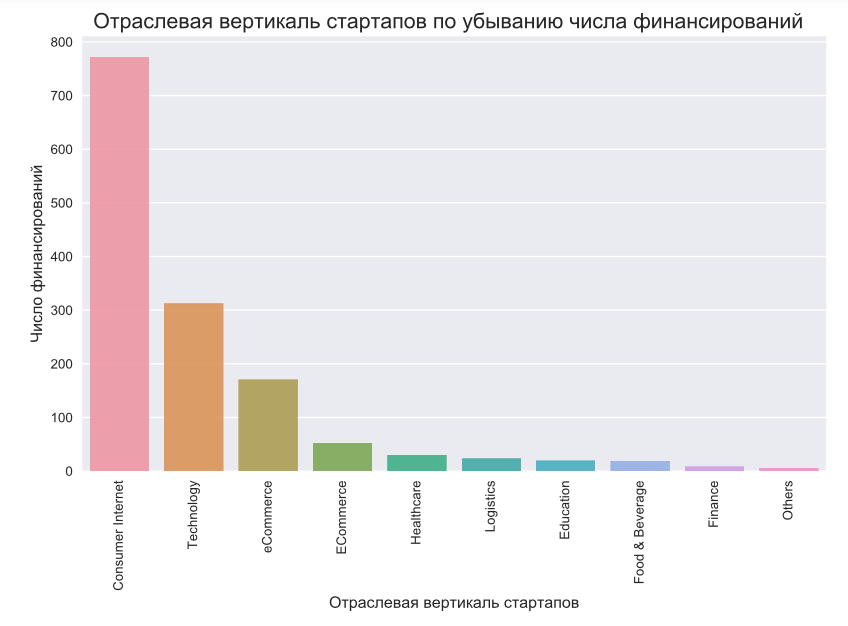 Отраслевая вертикаль стартапов по убыванию числа финансирований
Число финансирований
800
700
600
500
400
300
200
100
0
Consumer Internet
Technology
eCommerce
ECommerce
Healthcare
Logistics
Education
Food & Beverage
Finance
Others
Отраслевая вертикаль стартапов